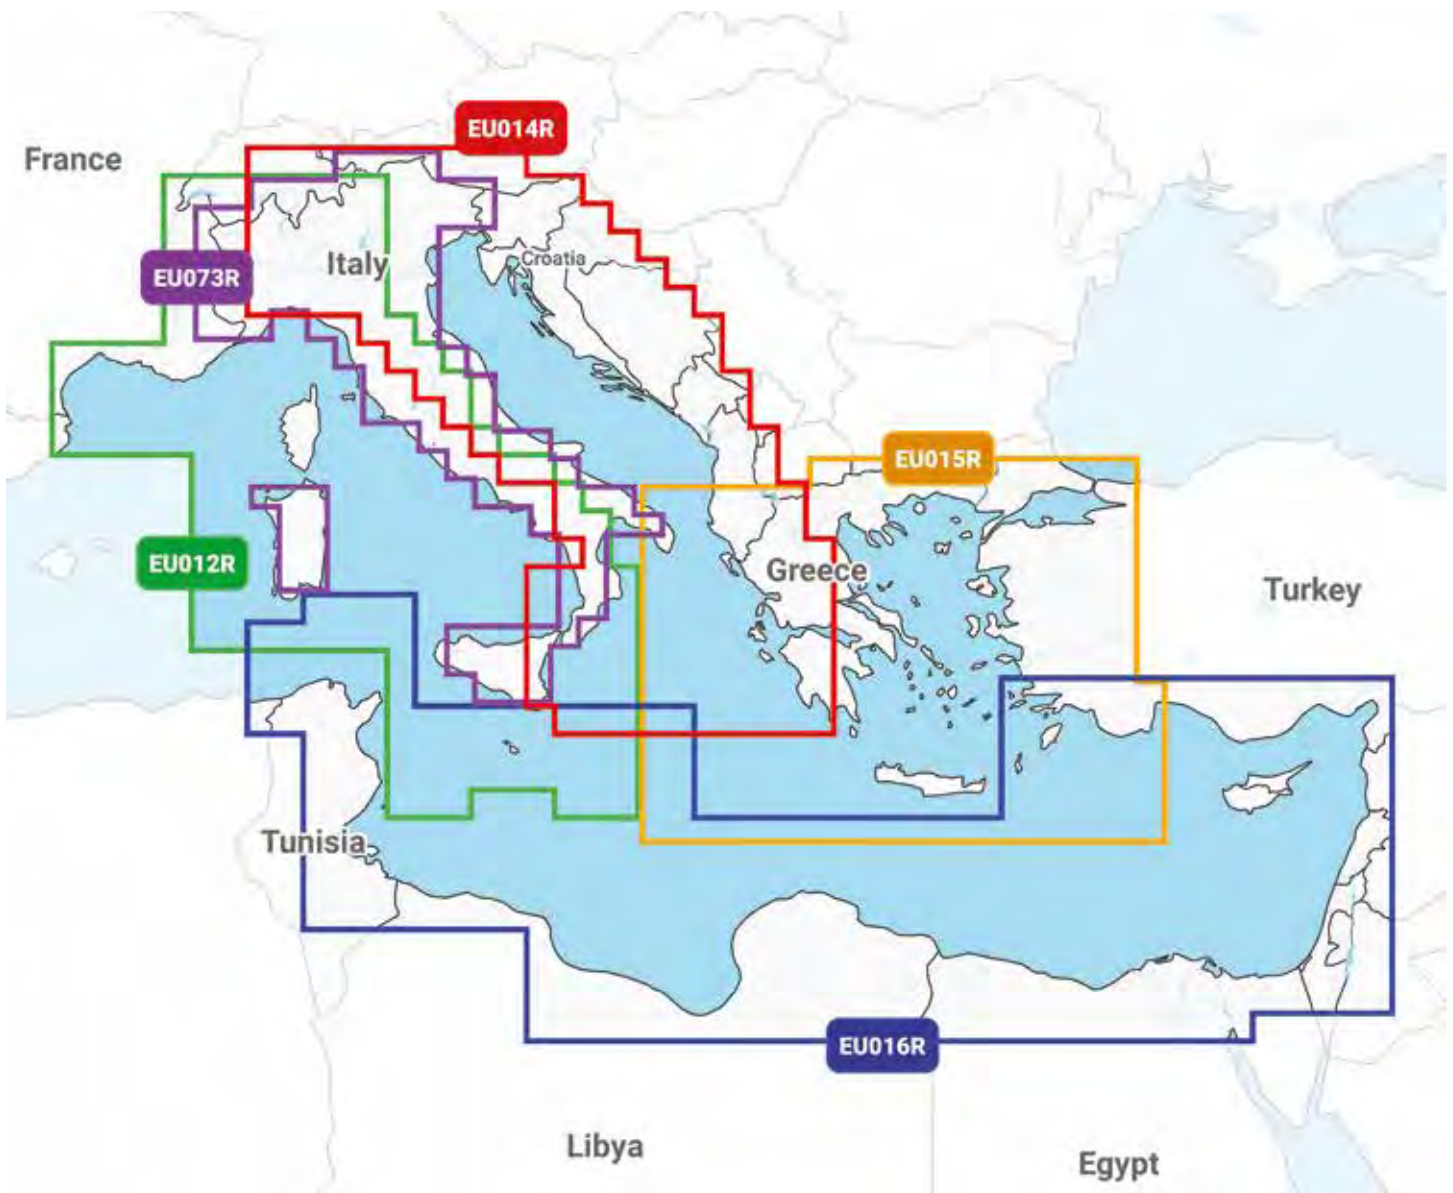 EU014R
France
Croatia
Italy
EU073R
EU015R
EU012R
Greece
Turkey
Tunisia
EU016R
Libya
Egypt